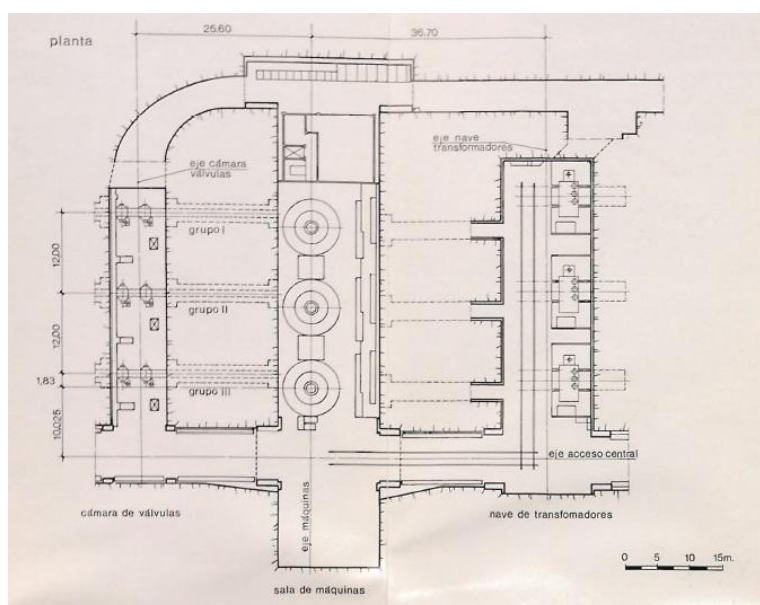 planta
25.60
36.70
eje cámara
válvulas
eje nave
transformadores
grupo I
12,00
grupo II
12,00
grupo III
1,83
10,025
eje acceso central
eje máquinas
cámara de válvulas
nave de transfomadores
sala de máquinas
0 5 10 15m.